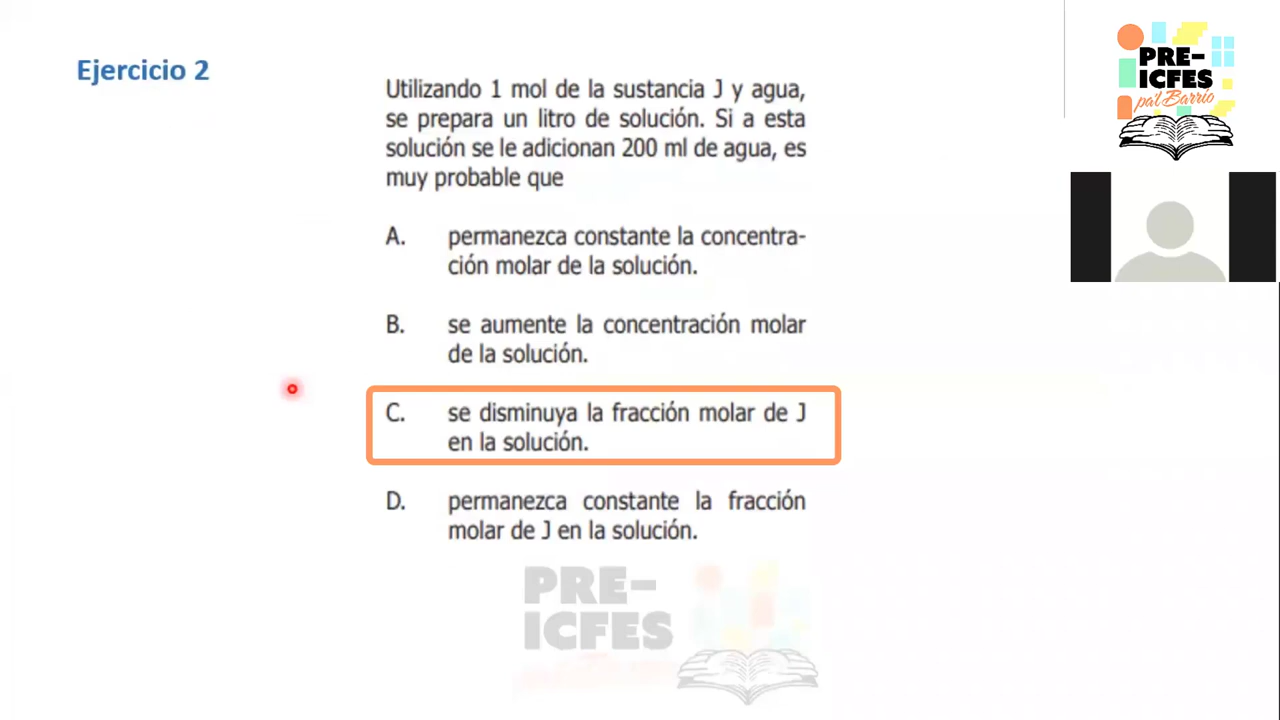 Ejercicio 2
Utilizando 1 mol de la sustancia J y agua,
se prepara un litro de solución. Si a esta
solución se le adicionan 200 ml de agua, es
muy probable que
A. permanezca constante la concentra-
ción molar de la solución.
B. se aumente la concentración molar
de la solución.
C. se disminuya la fracción molar de J
en la solución.
D. permanezca constante la fracción
molar de J en la solución.
PRE-
ICFES
pa'l Barrio
PRE-
ICFES